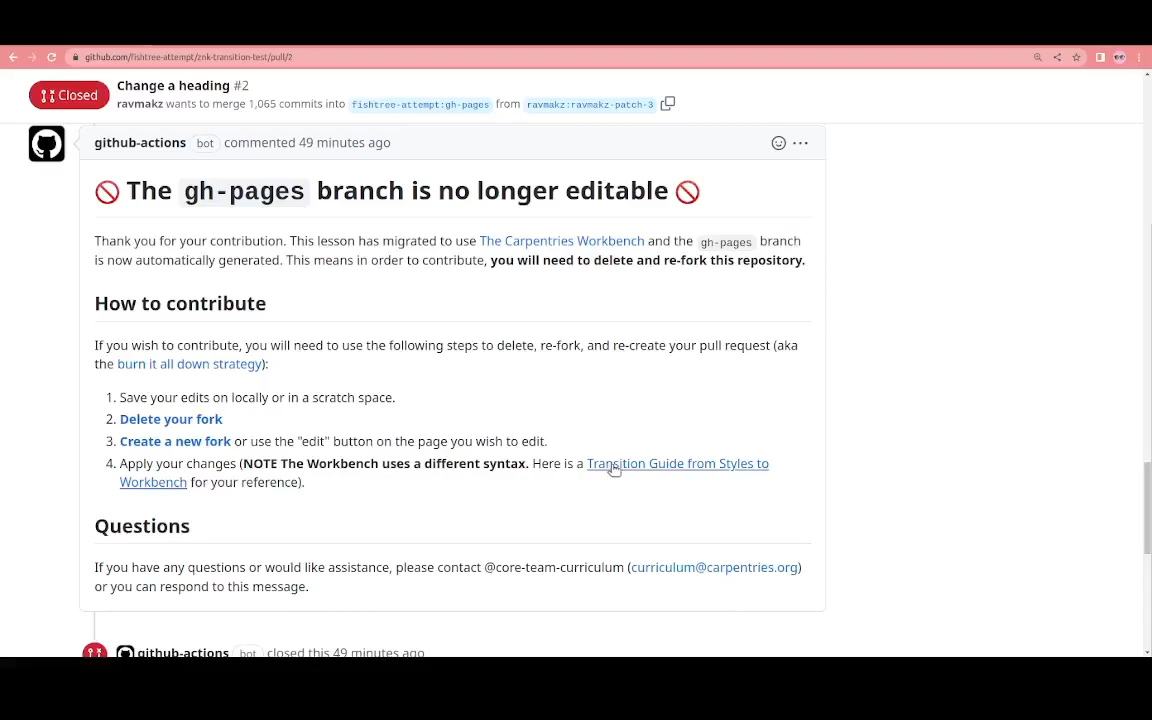 github.com/fishtree-attempt/znk-transition-test/pull/2
Closed
Change a heading #2
ravmakz wants to merge 1,065 commits into fishtree-attempt:gh-pages from ravmakz:ravmakz-patch-3
github-actions bot commented 49 minutes ago
🚫 The gh-pages branch is no longer editable 🚫
Thank you for your contribution. This lesson has migrated to use The Carpentries Workbench and the gh-pages branch
is now automatically generated. This means in order to contribute, you will need to delete and re-fork this repository.
How to contribute
If you wish to contribute, you will need to use the following steps to delete, re-fork, and re-create your pull request (aka
the burn it all down strategy):
1. Save your edits on locally or in a scratch space.
2. Delete your fork
3. Create a new fork or use the "edit" button on the page you wish to edit.
4. Apply your changes (NOTE The Workbench uses a different syntax. Here is a Transition Guide from Styles to
Workbench for your reference).
Questions
If you have any questions or would like assistance, please contact @core-team-curriculum (curriculum@carpentries.org)
or you can respond to this message.
github-actions bot closed this 49 minutes ago